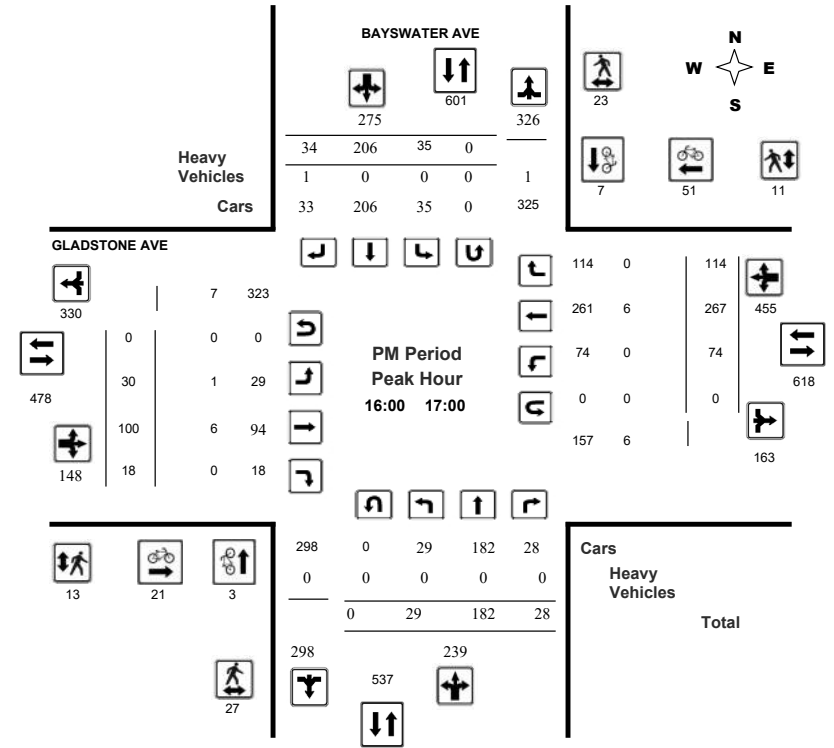 BAYSWATER AVE
N
W E
S
601
23
275 326
34 206 35 0
Heavy
Vehicles 1 0 0 0 1
Cars 33 206 35 0 325
7 51 11
GLADSTONE AVE
330 7 323
114 0 114
0 0 0
261 6 267 455
478
PM Period
Peak Hour
16:00 17:00
30 1 29
74 0 74
618
0 0 0
100 6 94
157 6 163
148 18 0 18
298 0 29 182 28 Cars
0 0 0 0 0 Heavy
Vehicles
13 21 3
0 29 182 28 Total
298 239
537
27